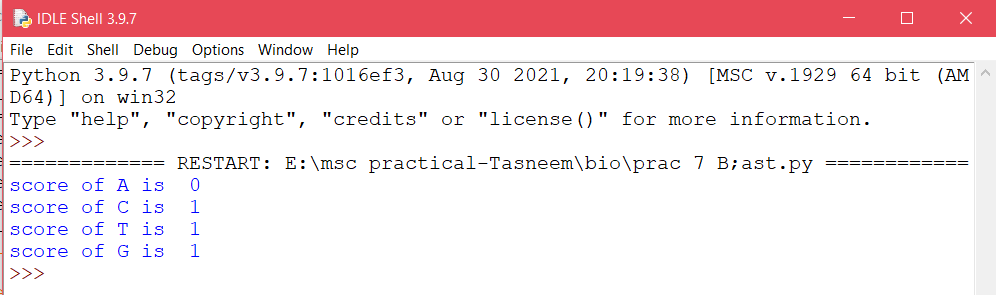 IDLE Shell 3.9.7
File Edit Shell Debug Options Window Help
Python 3.9.7 (tags/v3.9.7:1016ef3, Aug 30 2021, 20:19:38) [MSC v.1929 64 bit (AM
D64)] on win32
Type "help", "copyright", "credits" or "license()" for more information.
>>>
============= RESTART: E:\msc practical-Tasneem\bio\prac 7 B;ast.py ============
score of A is  0
score of C is  1
score of T is  1
score of G is  1
>>>